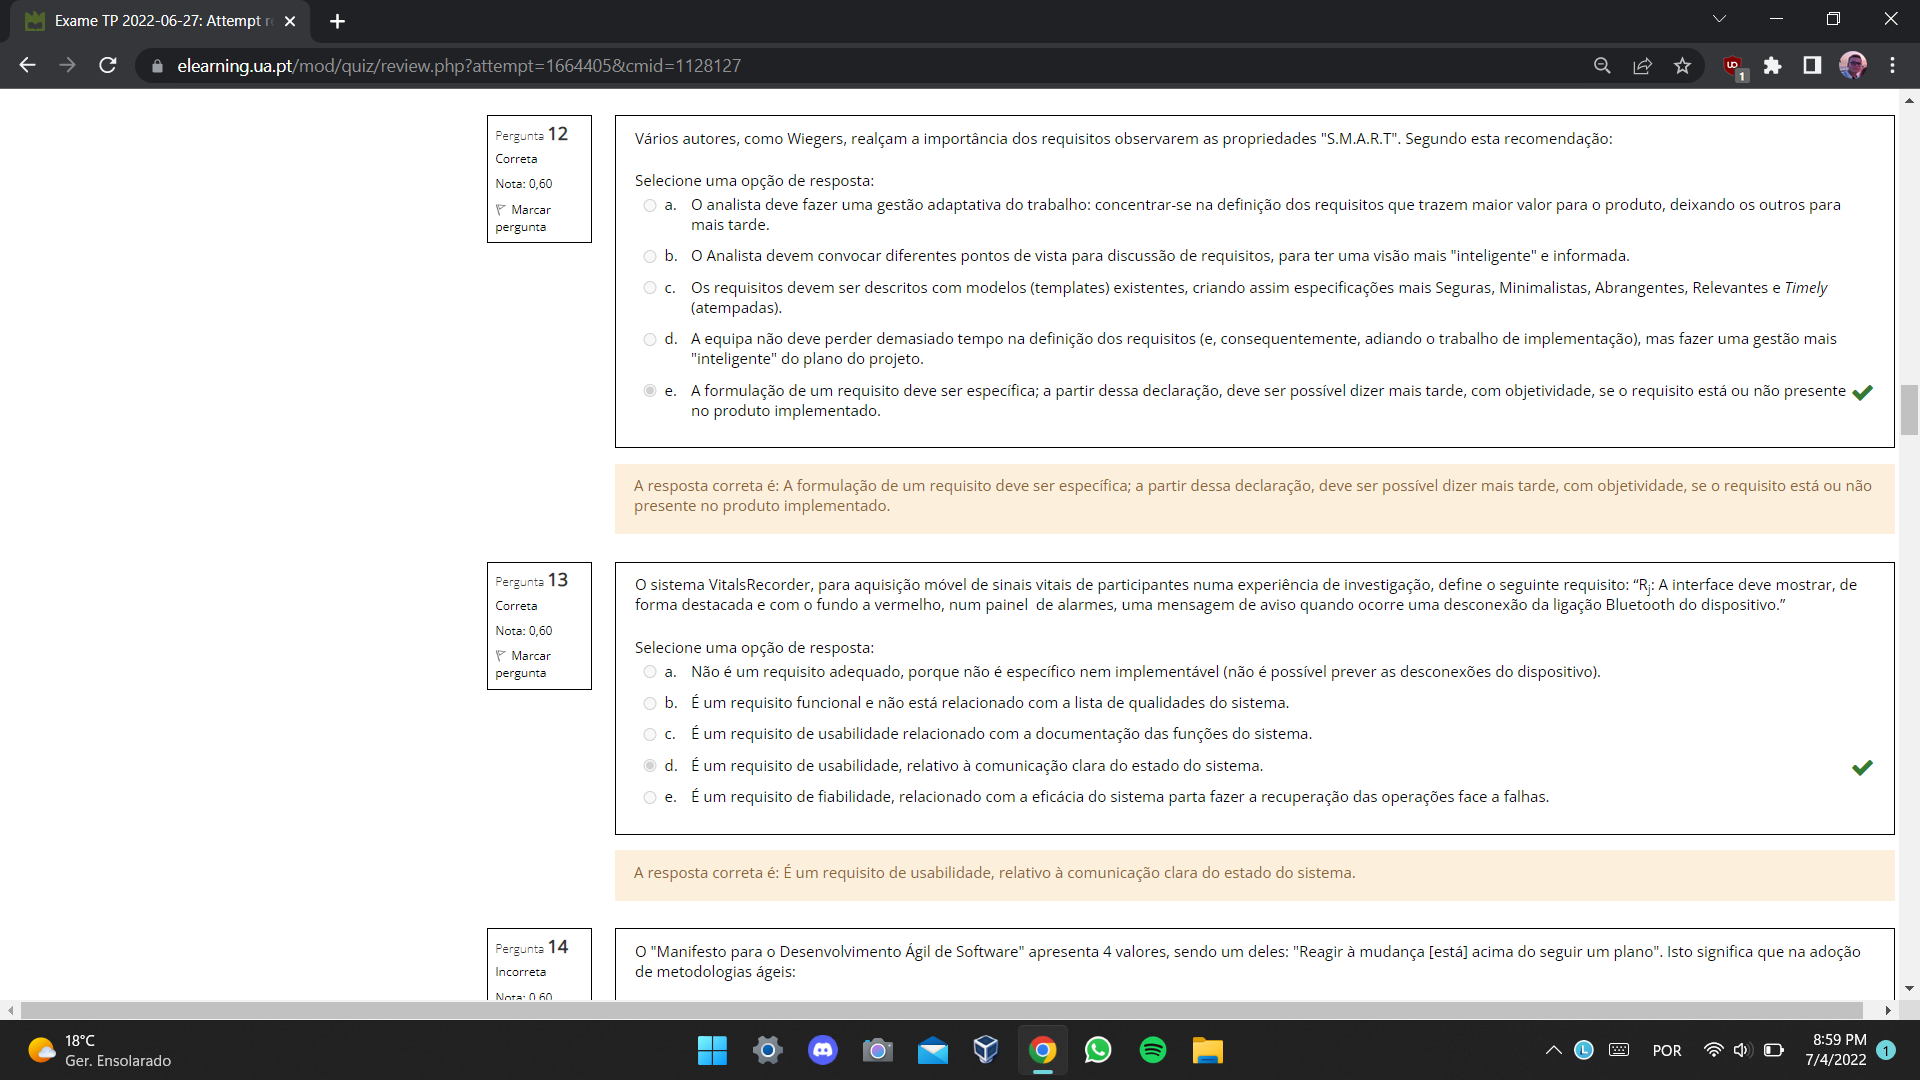 Exame TP 2022-06-27: Attempt r
elearning.ua.pt/mod/quiz/review.php?attempt=1664405&cmid=1128127
1
Pergunta 12
Correta
Nota: 0,60
Marcar
pergunta
Vários autores, como Wiegers, realçam a importância dos requisitos observarem as propriedades "S.M.A.R.T". Segundo esta recomendação:
Selecione uma opção de resposta:
a. O analista deve fazer uma gestão adaptativa do trabalho: concentrar-se na definição dos requisitos que trazem maior valor para o produto, deixando os outros para
mais tarde.
b. O Analista devem convocar diferentes pontos de vista para discussão de requisitos, para ter uma visão mais "inteligente" e informada.
c. Os requisitos devem ser descritos com modelos (templates) existentes, criando assim especificações mais Seguras, Minimalistas, Abrangentes, Relevantes e Timely
(atempadas).
d. A equipa não deve perder demasiado tempo na definição dos requisitos (e, consequentemente, adiando o trabalho de implementação), mas fazer uma gestão mais
"inteligente" do plano do projeto.
e. A formulação de um requisito deve ser específica; a partir dessa declaração, deve ser possível dizer mais tarde, com objetividade, se o requisito está ou não presente
no produto implementado.
A resposta correta é: A formulação de um requisito deve ser específica; a partir dessa declaração, deve ser possível dizer mais tarde, com objetividade, se o requisito está ou não
presente no produto implementado.
Pergunta 13
Correta
Nota: 0,60
Marcar
pergunta
O sistema VitalsRecorder, para aquisição móvel de sinais vitais de participantes numa experiência de investigação, define o seguinte requisito: “Rj: A interface deve mostrar, de
forma destacada e com o fundo a vermelho, num painel de alarmes, uma mensagem de aviso quando ocorre uma desconexão da ligação Bluetooth do dispositivo.”
Selecione uma opção de resposta:
a. Não é um requisito adequado, porque não é específico nem implementável (não é possível prever as desconexões do dispositivo).
b. É um requisito funcional e não está relacionado com a lista de qualidades do sistema.
c. É um requisito de usabilidade relacionado com a documentação das funções do sistema.
d. É um requisito de usabilidade, relativo à comunicação clara do estado do sistema.
e. É um requisito de fiabilidade, relacionado com a eficácia do sistema parta fazer a recuperação das operações face a falhas.
A resposta correta é: É um requisito de usabilidade, relativo à comunicação clara do estado do sistema.
Pergunta 14
Incorreta
Nota: 0,60
O "Manifesto para o Desenvolvimento Ágil de Software" apresenta 4 valores, sendo um deles: "Reagir à mudança [está] acima do seguir um plano". Isto significa que na adoção
de metodologias ágeis:
18°C
Ger. Ensolarado
L
POR
8:59 PM
7/4/2022
1